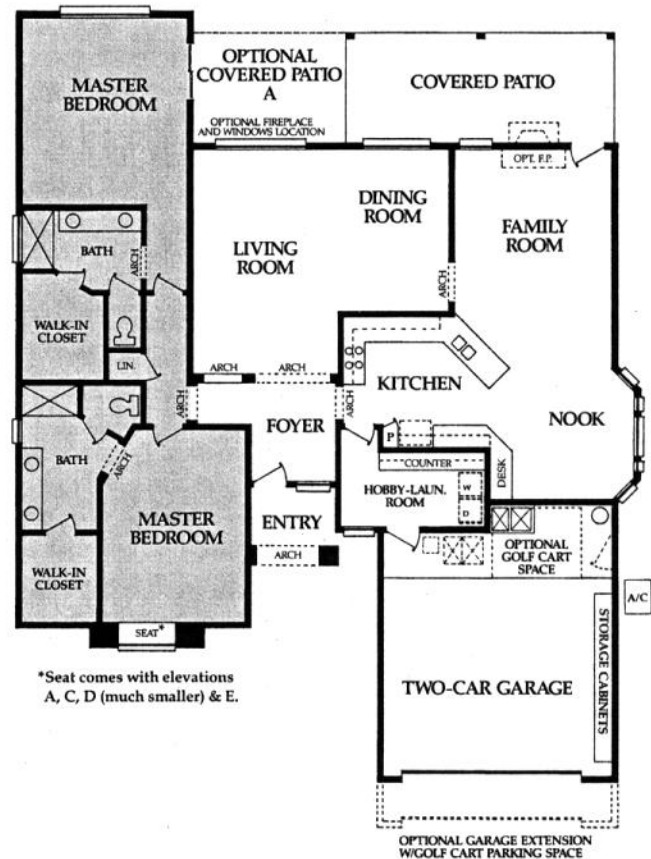 MASTER
BEDROOM
OPTIONAL
COVERED PATIO
A
OPTIONAL FIREPLACE
AND WINDOWS LOCATION
COVERED PATIO
OPT. F.P.
DINING
ROOM
FAMILY
ROOM
LIVING
ROOM
BATH
ARCH
ARCH
WALK-IN
CLOSET
LIN.
ARCH
ARCH
KITCHEN
ARCH
FOYER
ARCH
NOOK
P
BATH
ARCH
COUNTER
DESK
HOBBY-LAUN.
ROOM
W
D
MASTER
BEDROOM
ENTRY
ARCH
WALK-IN
CLOSET
OPTIONAL
GOLF CART
SPACE
A/C
SEAT*
*Seat comes with elevations
A, C, D (much smaller) & E.
TWO-CAR GARAGE
STORAGE CABINETS
OPTIONAL GARAGE EXTENSION
W/GOLF CART PARKING SPACE